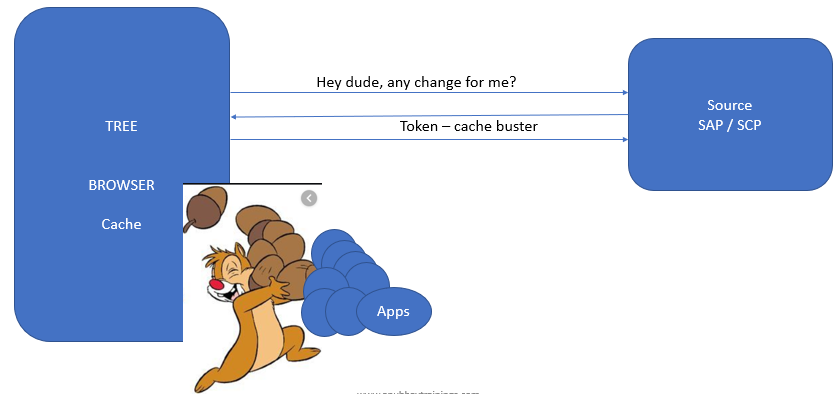 Hey dude, any change for me?
Source
SAP / SCP
TREE
Token – cache buster
BROWSER
Cache
Apps